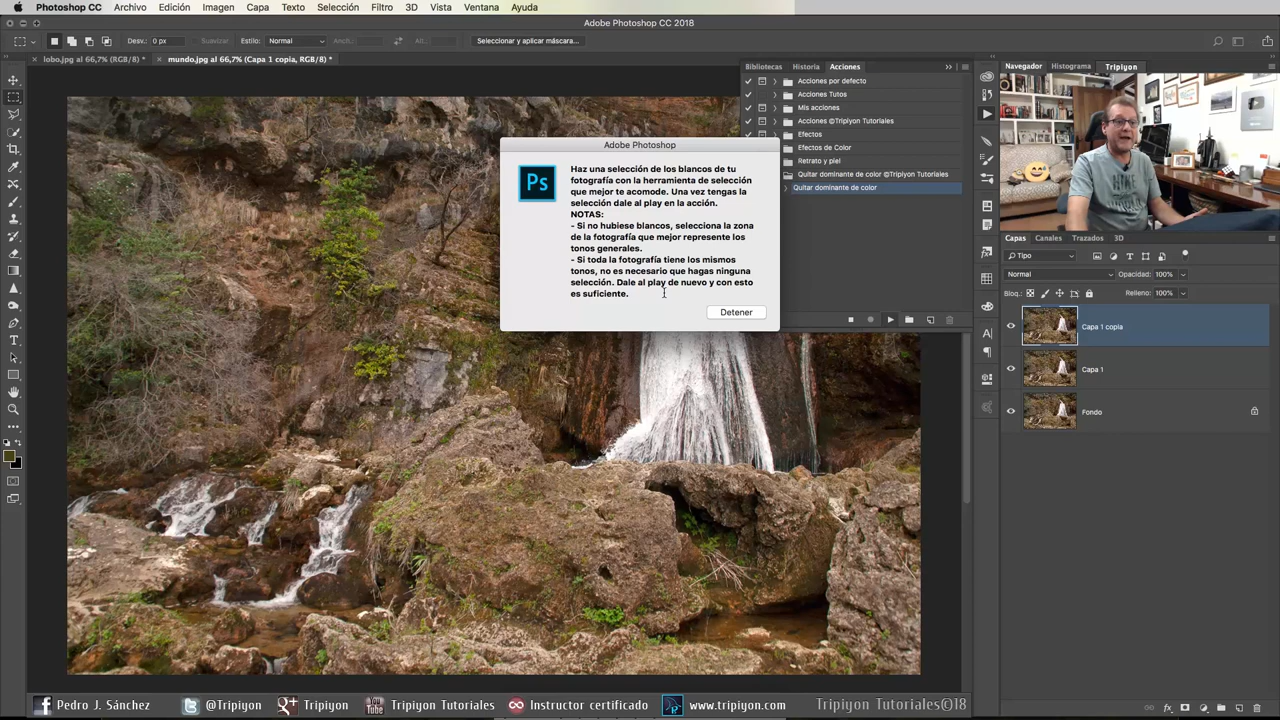 Photoshop CC Archivo Edición Imagen Capa Texto Selección Filtro 3D Vista Ventana Ayuda
Adobe Photoshop CC 2018
Desv.: 0 px Suavizar Estilo: Normal Seleccionar y aplicar máscara...
lobo.jpg al 66,7% (RGB/8) * mundo.jpg al 66,7% (Capa 1 copia, RGB/8) *
Bibliotecas Historia Acciones
Acciones por defecto
Acciones Tutos
Mis acciones
Acciones @Tripiyon Tutoriales
Efectos
Efectos de Color
Retrato y piel
Quitar dominante de color @Tripiyon Tutoriales
Quitar dominante de color
Adobe Photoshop
Ps
Haz una selección de los blancos de tu
fotografía con la herramienta de selección
que mejor te acomode. Una vez tengas la
selección dale al play en la acción.
NOTAS:
- Si no hubiese blancos, selecciona la zona
de la fotografía que mejor represente los
tonos generales.
- Si toda la fotografía tiene los mismos
tonos, no es necesario que hagas ninguna
selección. Dale al play de nuevo y con esto
es suficiente.
Detener
Navegador Histograma Tripiyon
Capas Canales Trazados 3D
Tipo
Normal Opacidad: 100%
Bloq.: Relleno: 100%
Capa 1 copia
Capa 1
Fondo
Pedro J. Sánchez @Tripiyon Tripiyon Tripiyon Tutoriales Instructor certificado www.tripiyon.com Tripiyon Tutoriales©18